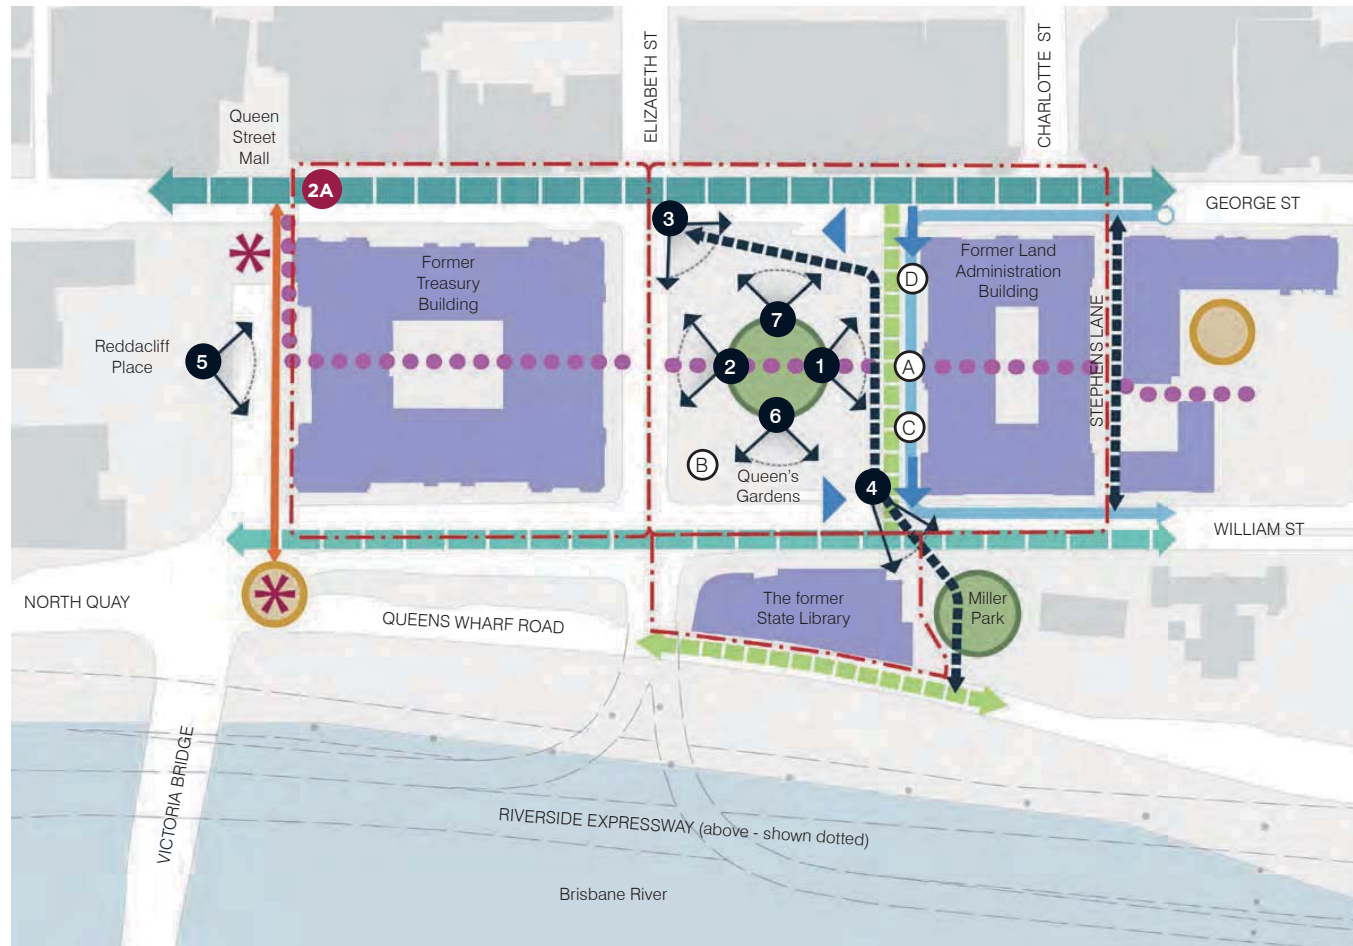 ELIZABETH ST
CHARLOTTE ST
Queen
Street
Mall
2A
GEORGE ST
3
Former
Treasury
Building
Former Land
Administration
Building
D
7
STEPHENS LANE
Reddacliff
Place
5
2
1
A
6
C
B
Queen's
Gardens
4
WILLIAM ST
NORTH QUAY
QUEENS WHARF ROAD
The former
State Library
Miller
Park
VICTORIA BRIDGE
RIVERSIDE EXPRESSWAY (above - shown dotted)
Brisbane River